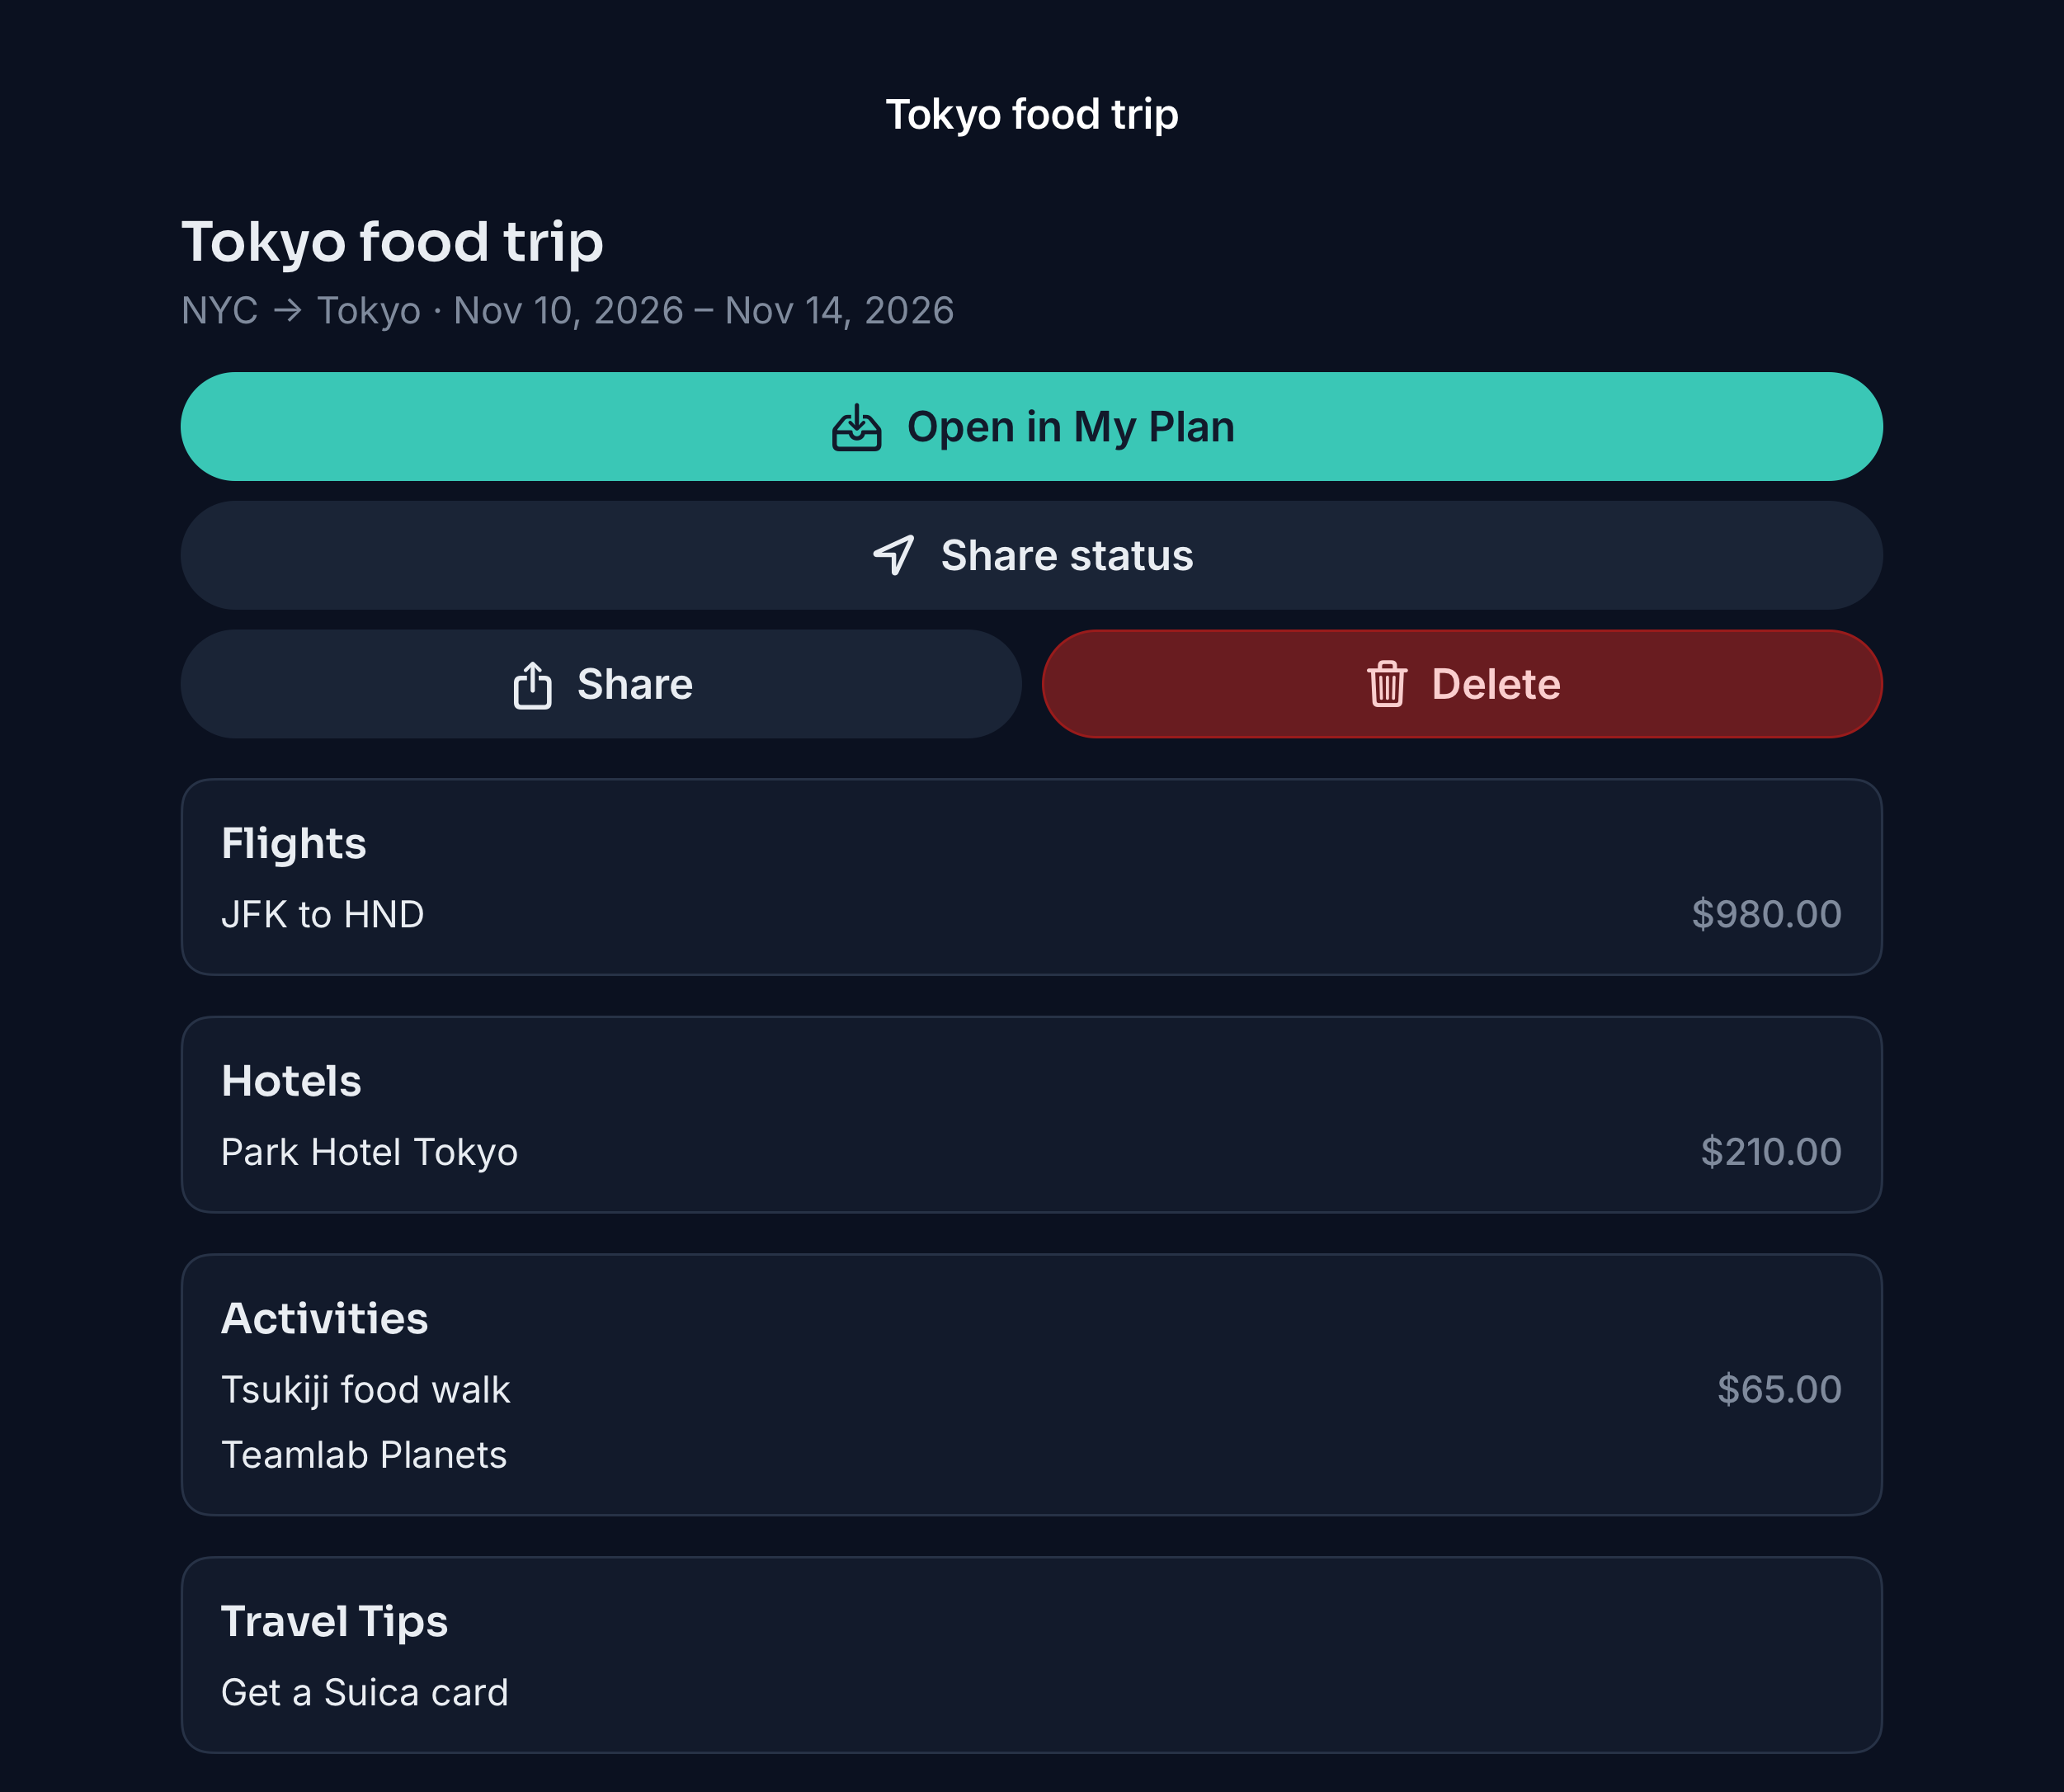 Tokyo food trip
Tokyo food trip
NYC → Tokyo · Nov 10, 2026 – Nov 14, 2026
Open in My Plan
Share status
Share
Delete
Flights
JFK to HND $980.00
Hotels
Park Hotel Tokyo $210.00
Activities
Tsukiji food walk $65.00
Teamlab Planets
Travel Tips
Get a Suica card